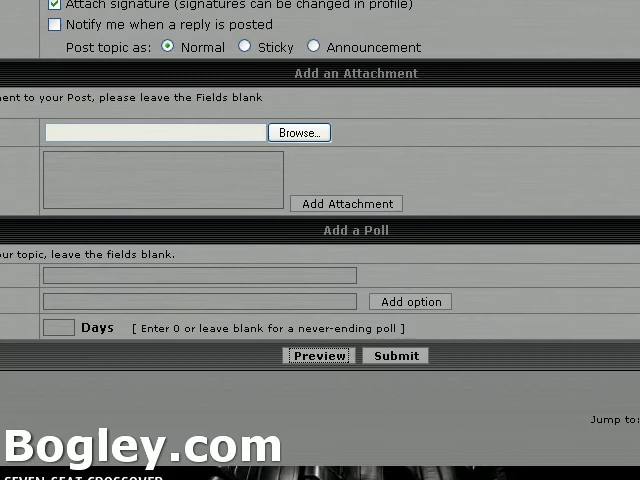 Attach signature (signatures can be changed in profile)
Notify me when a reply is posted
Post topic as: Normal Sticky Announcement
Add an Attachment
ment to your Post, please leave the Fields blank
Browse...
Add Attachment
Add a Poll
our topic, leave the fields blank.
Add option
Days [ Enter 0 or leave blank for a never-ending poll ]
Preview Submit
Jump to:
Bogley.com
SEVEN-SEAT CROSSOVER